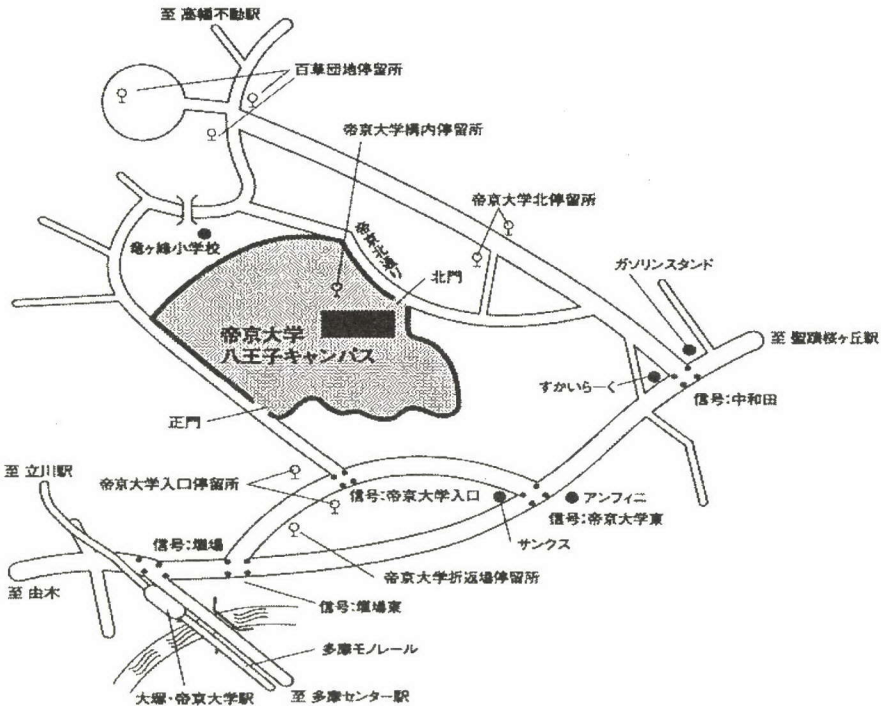 至 高幡不動駅
百草団地停留所
帝京大学構内停留所
帝京大学北停留所
帝京大通り
竜ヶ峰小学校
北門
ガソリンスタンド
帝京大学
八王子キャンパス
至 聖蹟桜ヶ丘駅
すかいらーく
信号:中和田
正門
至 立川駅
帝京大学入口停留所
信号:帝京大学入口
アンフィニ
信号:帝京大学東
サンクス
信号:堰場
帝京大学折返場停留所
至 由木
信号:堰場東
多摩モノレール
大塚・帝京大学駅
至 多摩センター駅